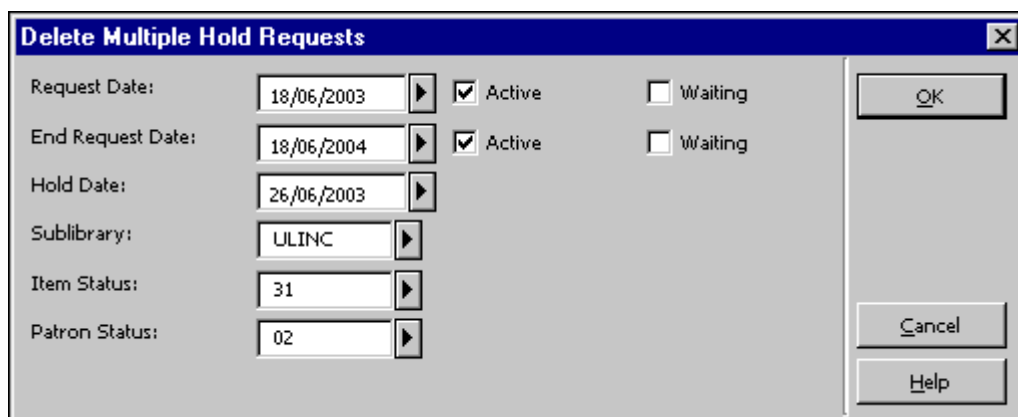 Delete Multiple Hold Requests
Request Date: 18/06/2003 Active Waiting OK
End Request Date: 18/06/2004 Active Waiting
Hold Date: 26/06/2003
Sublibrary: ULINC
Item Status: 31
Patron Status: 02
Cancel
Help